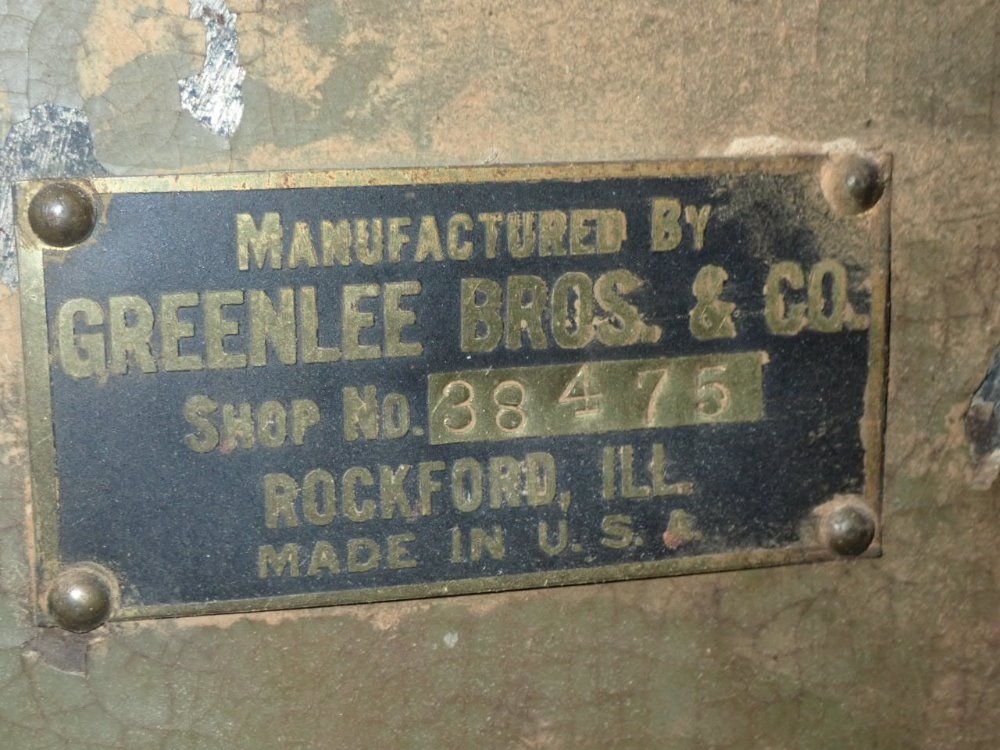 MANUFACTURED BY
GREENLEE BROS. & CO.
SHOP NO. 38475
ROCKFORD, ILL.
MADE IN U.S.A.